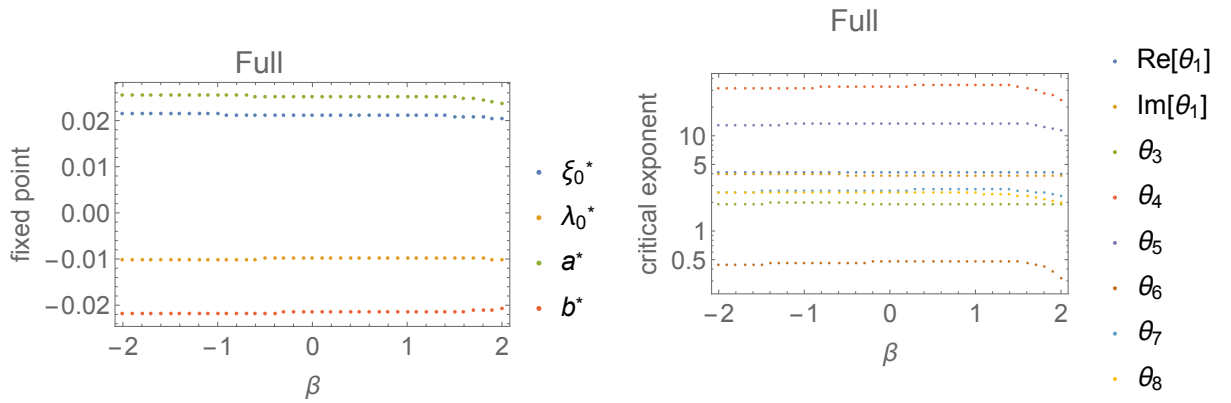 Full
fixed point
0.02
0.01
0.00
−0.01
−0.02
−2
−1
0
1
2
β
ξ₀*
λ₀*
a*
b*
Full
critical exponent
10
5
1
0.5
−2
−1
0
1
2
β
Re[θ₁]
Im[θ₁]
θ₃
θ₄
θ₅
θ₆
θ₇
θ₈